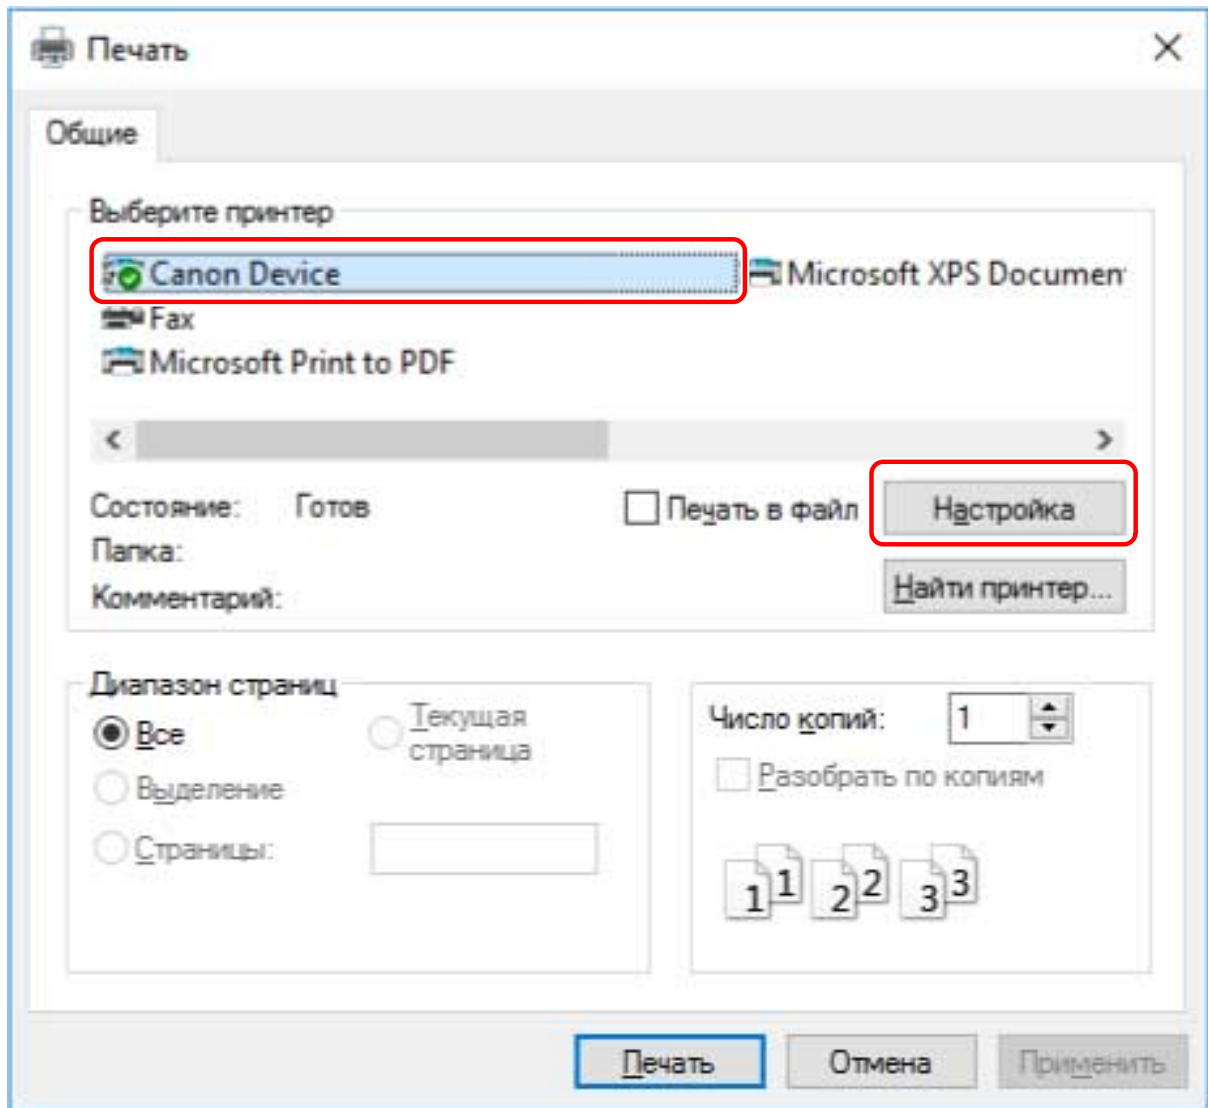 Печать
Общие
Выберите принтер
Canon Device
Microsoft XPS Documen
Fax
Microsoft Print to PDF
Состояние: Готов
Печать в файл
Настройка
Папка:
Комментарий:
Найти принтер...
Диапазон страниц
Все
Текущая
страница
Выделение
Страницы:
Число копий: 1
Разобрать по копиям
1 1 2 2 3 3
Печать
Отмена
Применить